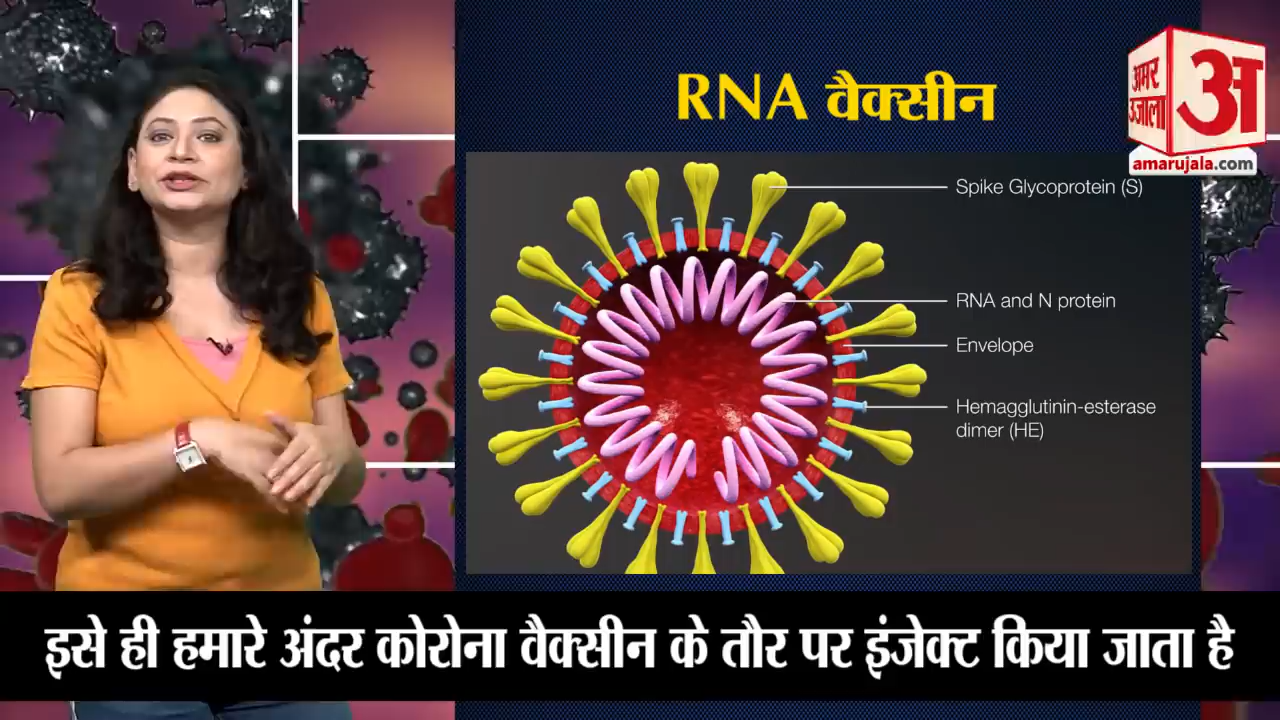 RNA वैक्सीन
अमर
उजाला
अ
amarujala.com
Spike Glycoprotein (S)
RNA and N protein
Envelope
Hemagglutinin-esterase
dimer (HE)
इसे ही हमारे अंदर कोरोना वैक्सीन के तौर पर इंजेक्ट किया जाता है